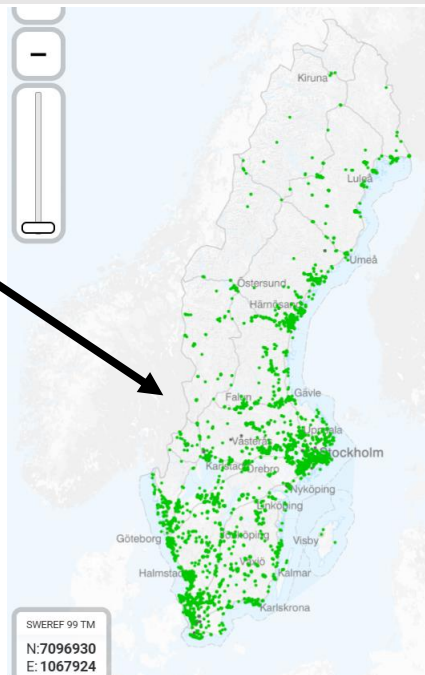 −
Kiruna
Luleå
Umeå
Östersund
Härnösand
Falun
Gävle
Uppsala
Västerås
Stockholm
Karlstad
Örebro
Nyköping
Linköping
Göteborg
Jönköping
Visby
Halmstad
Växjö
Kalmar
Karlskrona
SWEREF 99 TM
N:7096930
E:1067924